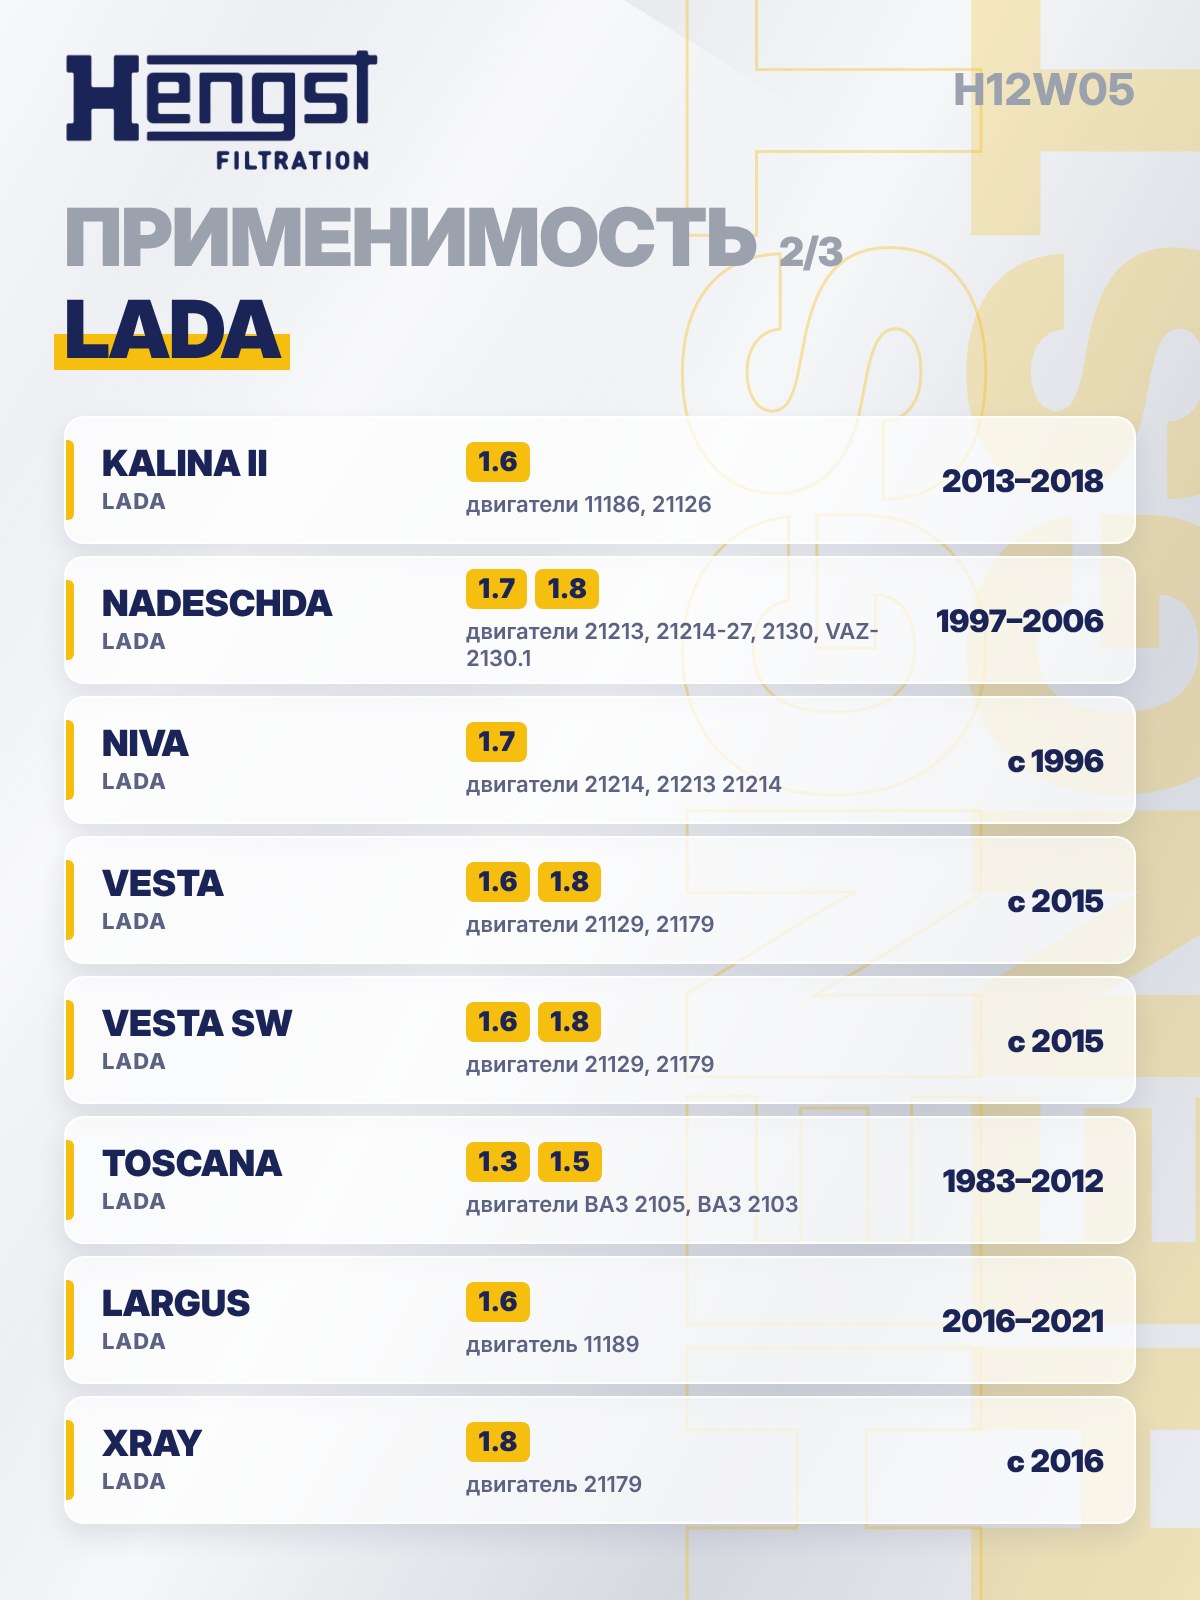 Hengst
FILTRATION
H12W05
ПРИМЕНИМОСТЬ 2/3
LADA
KALINA II
LADA
1.6
двигатели 11186, 21126
2013–2018
NADESCHDA
LADA
1.7 1.8
двигатели 21213, 21214-27, 2130, VAZ-
2130.1
1997–2006
NIVA
LADA
1.7
двигатели 21214, 21213 21214
с 1996
VESTA
LADA
1.6 1.8
двигатели 21129, 21179
с 2015
VESTA SW
LADA
1.6 1.8
двигатели 21129, 21179
с 2015
TOSCANA
LADA
1.3 1.5
двигатели ВАЗ 2105, ВАЗ 2103
1983–2012
LARGUS
LADA
1.6
двигатель 11189
2016–2021
XRAY
LADA
1.8
двигатель 21179
с 2016
HENGST
HENGST